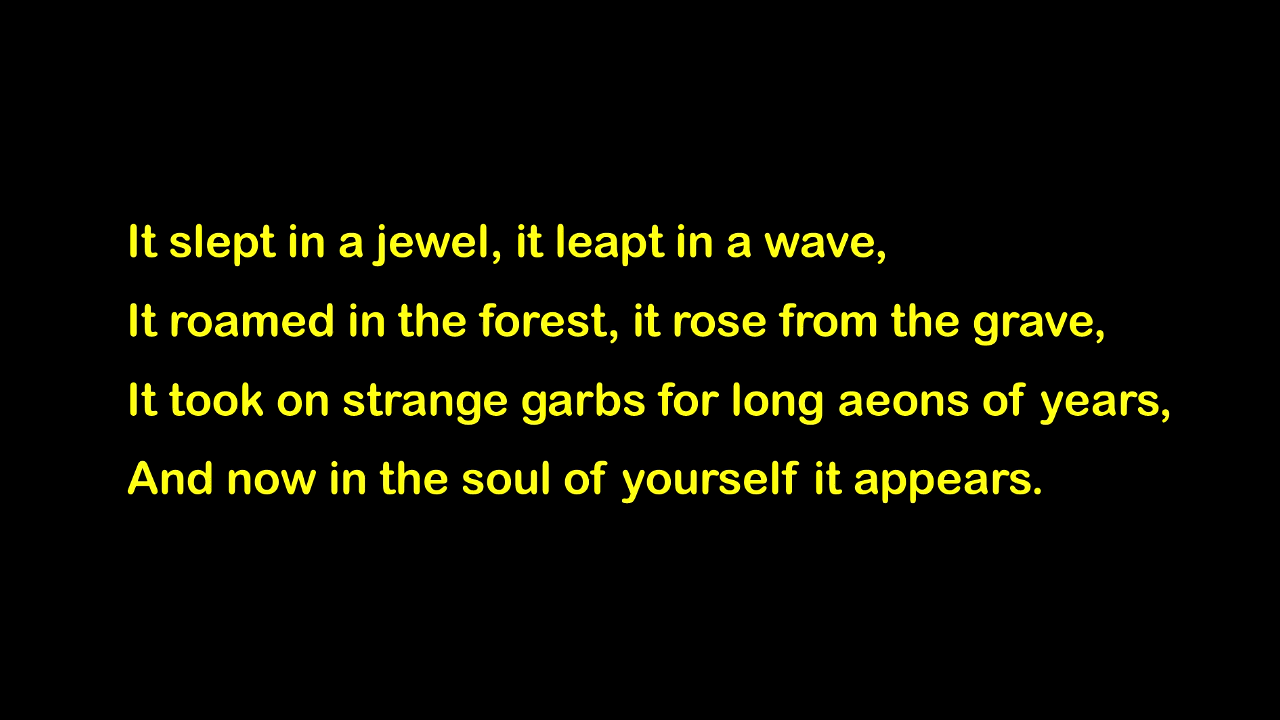 It slept in a jewel, it leapt in a wave,
It roamed in the forest, it rose from the grave,
It took on strange garbs for long aeons of years,
And now in the soul of yourself it appears.